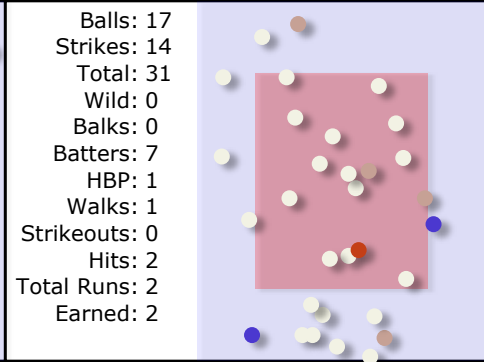 Balls: 17
Strikes: 14
Total: 31
Wild: 0
Balks: 0
Batters: 7
HBP: 1
Walks: 1
Strikeouts: 0
Hits: 2
Total Runs: 2
Earned: 2